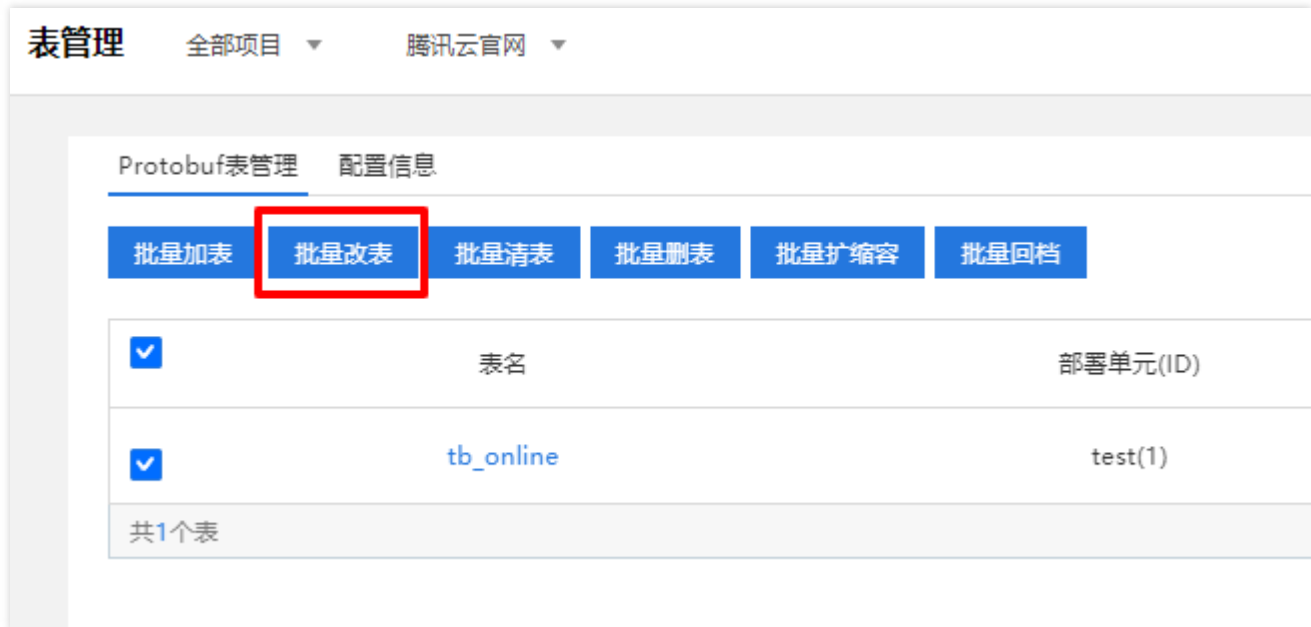 表管理 全部项目 腾讯云官网
Protobuf表管理 配置信息
批量加表 批量改表 批量清表 批量删表 批量扩缩容 批量回档
表名 部署单元(ID)
tb_online test(1)
共1个表